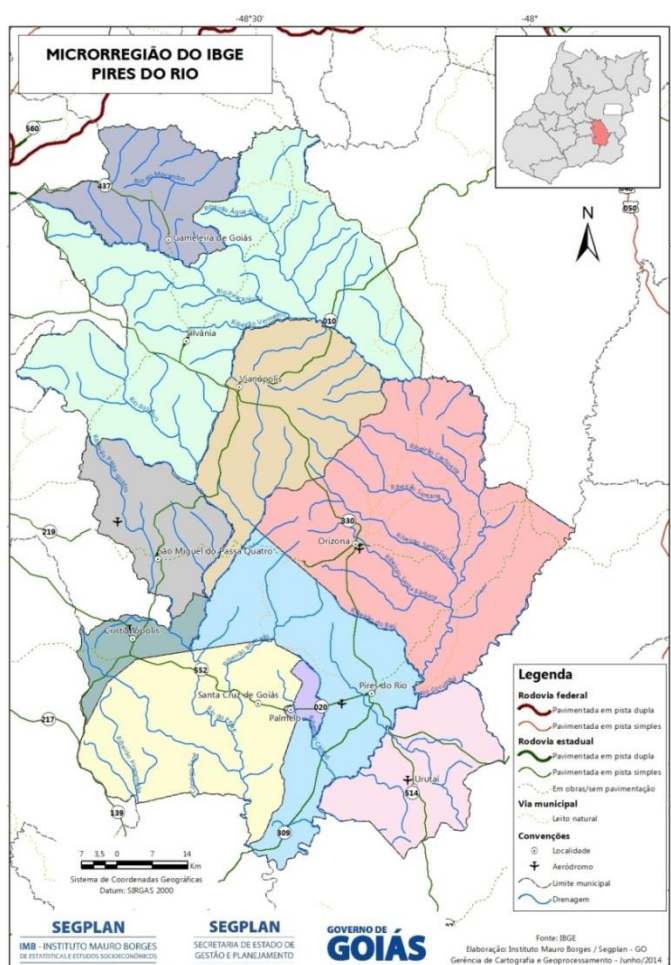 -48°30'
-48°
MICRORREGIÃO DO IBGE
PIRES DO RIO
560
040
050
N
437
Gameleira de Goiás
Silvânia
010
Vianópolis
219
São Miguel do Passa Quatro
330
Orizona
Cristianópolis
552
Santa Cruz de Goiás
Palmelo
020
Pires do Rio
217
139
309
Urutaí
514
Legenda
Rodovia federal
Pavimentada em pista dupla
Pavimentada em pista simples
Rodovia estadual
Pavimentada em pista dupla
Pavimentada em pista simples
Em obras/sem pavimentação
Via municipal
Leito natural
Convenções
Localidade
Aeródromo
Limite municipal
Drenagem
7 3,5 0 7 14
Km
Sistema de Coordenadas Geográficas
Datum: SIRGAS 2000
SEGPLAN
IMB - INSTITUTO MAURO BORGES
DE ESTATÍSTICAS E ESTUDOS SOCIOECONÔMICOS
SEGPLAN
SECRETARIA DE ESTADO DE
GESTÃO E PLANEJAMENTO
GOVERNO DE
GOIÁS
Fonte: IBGE
Elaboração: Instituto Mauro Borges / Segplan - GO
Gerência de Cartografia e Geoprocessamento - Junho/2014